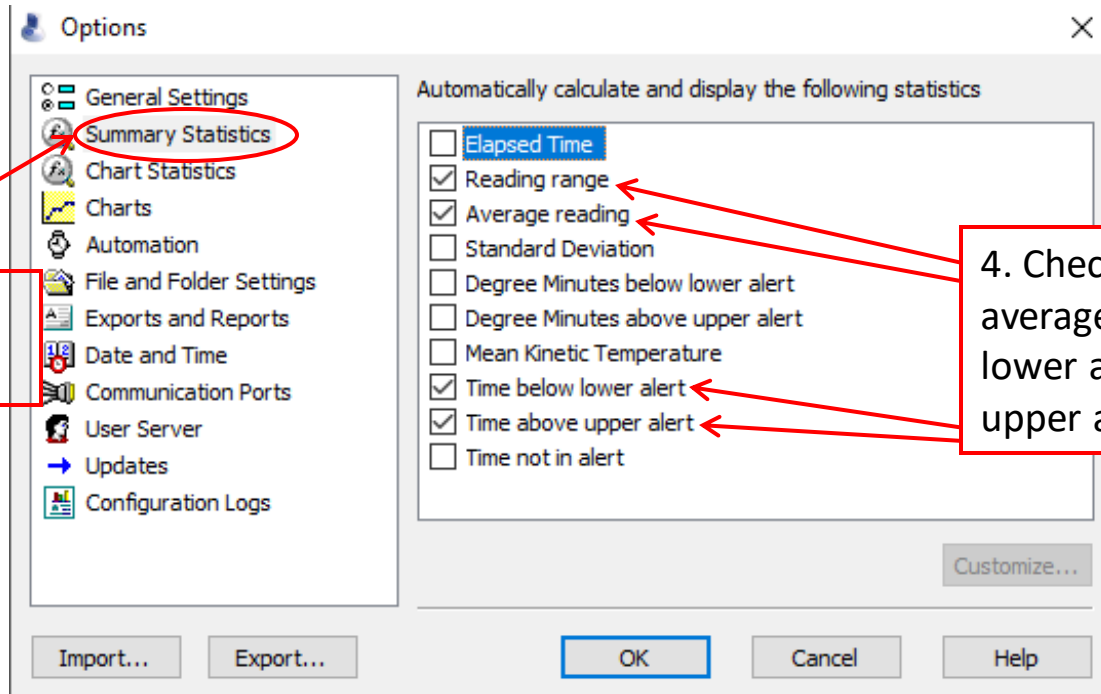 Options
General Settings
Summary Statistics
Chart Statistics
Charts
Automation
File and Folder Settings
Exports and Reports
Date and Time
Communication Ports
User Server
Updates
Configuration Logs
Automatically calculate and display the following statistics
Elapsed Time
Reading range
Average reading
Standard Deviation
Degree Minutes below lower alert
Degree Minutes above upper alert
Mean Kinetic Temperature
Time below lower alert
Time above upper alert
Time not in alert
4. Chec
average
lower a
upper a
Customize...
Import...
Export...
OK
Cancel
Help